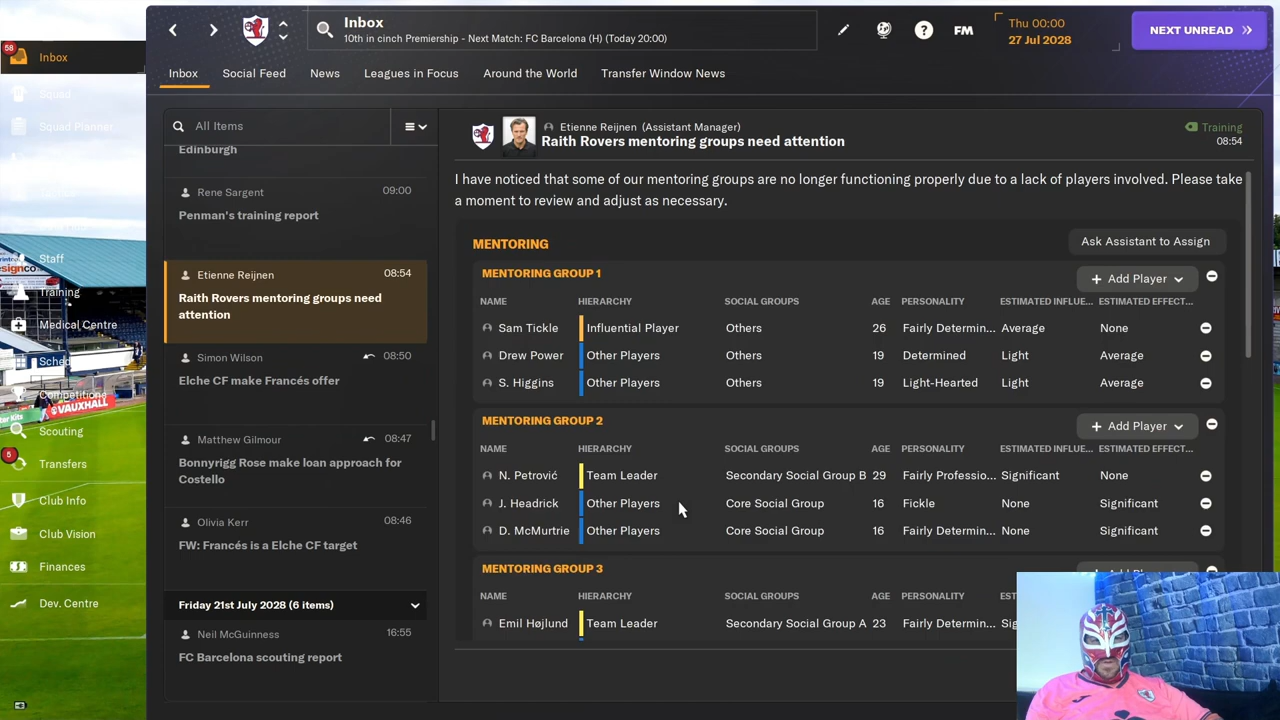 Inbox
10th in cinch Premiership - Next Match: FC Barcelona (H) (Today 20:00)
FM
Thu 00:00
27 Jul 2028
NEXT UNREAD
58
Inbox
Squad
Squad Planner
Staff
Training
Medical Centre
Sched
Competitions
Scouting
5
Transfers
Club Info
Club Vision
Finances
Dev. Centre
VAUXHALL
Inbox
Social Feed
News
Leagues in Focus
Around the World
Transfer Window News
All Items
Edinburgh
Rene Sargent
09:00
Penman's training report
Etienne Reijnen
08:54
Raith Rovers mentoring groups need
attention
Simon Wilson
08:50
Elche CF make Francés offer
Matthew Gilmour
08:47
Bonnyrigg Rose make loan approach for
Costello
Olivia Kerr
08:46
FW: Francés is a Elche CF target
Friday 21st July 2028 (6 items)
Neil McGuinness
16:55
FC Barcelona scouting report
Etienne Reijnen (Assistant Manager)
Raith Rovers mentoring groups need attention
Training
08:54
I have noticed that some of our mentoring groups are no longer functioning properly due to a lack of players involved. Please take
a moment to review and adjust as necessary.
MENTORING
Ask Assistant to Assign
MENTORING GROUP 1
+ Add Player
NAME HIERARCHY SOCIAL GROUPS AGE PERSONALITY ESTIMATED INFLUE... ESTIMATED EFFECT...
Sam Tickle Influential Player Others 26 Fairly Determin... Average None
Drew Power Other Players Others 19 Determined Light Average
S. Higgins Other Players Others 19 Light-Hearted Light Average
MENTORING GROUP 2
+ Add Player
NAME HIERARCHY SOCIAL GROUPS AGE PERSONALITY ESTIMATED INFLUE... ESTIMATED EFFECT...
N. Petrović Team Leader Secondary Social Group B 29 Fairly Professio... Significant None
J. Headrick Other Players Core Social Group 16 Fickle None Significant
D. McMurtrie Other Players Core Social Group 16 Fairly Determin... None Significant
MENTORING GROUP 3
NAME HIERARCHY SOCIAL GROUPS AGE PERSONALITY EST
Emil Højlund Team Leader Secondary Social Group A 23 Fairly Determin... Sig